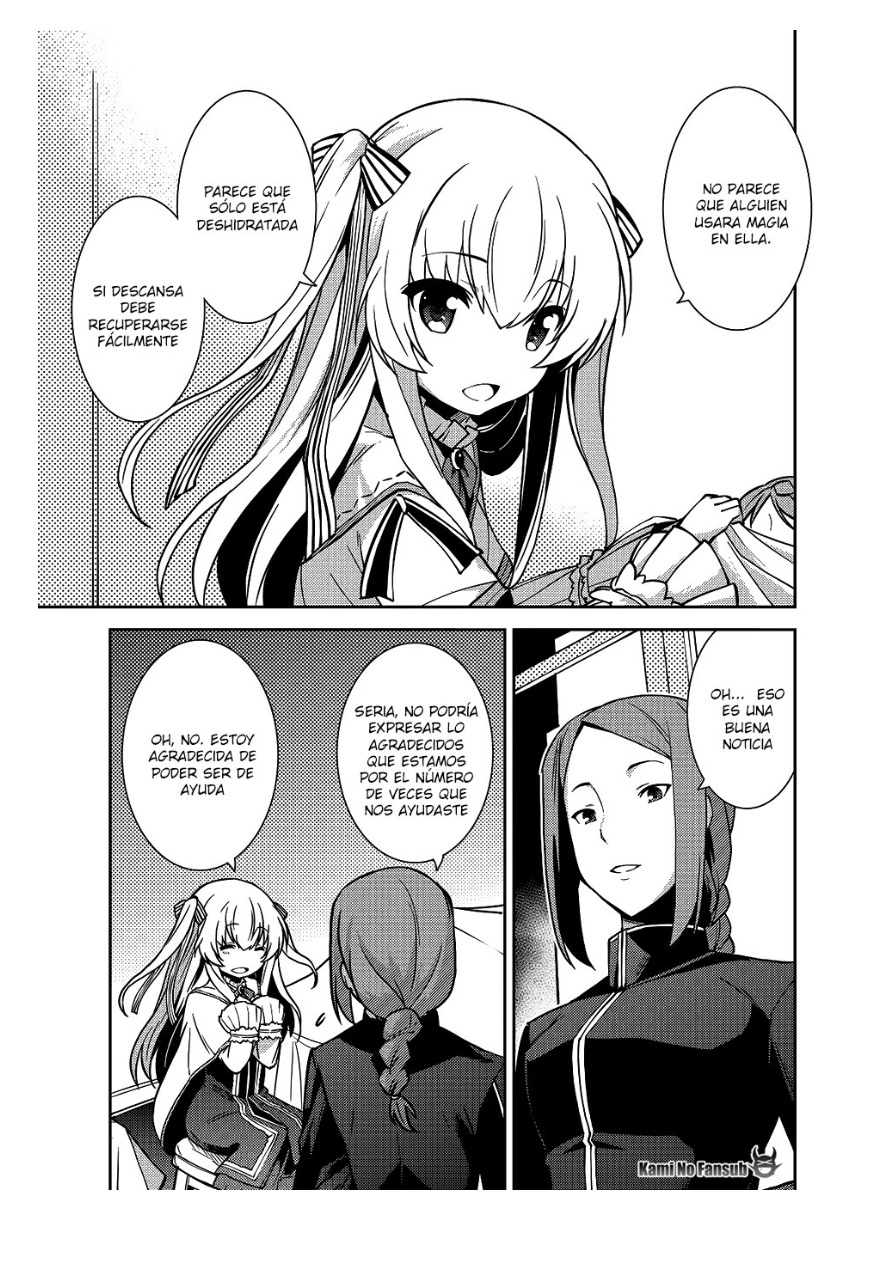 NO PARECE
QUE ALGUIEN
USARA MAGIA
EN ELLA.
PARECE QUE
SÓLO ESTÁ
DESHIDRATADA
SI DESCANSA
DEBE
RECUPERARSE
FÁCILMENTE
OH... ESO
ES UNA
BUENA
NOTICIA
SERIA, NO PODRÍA
EXPRESAR LO
AGRADECIDOS
QUE ESTAMOS
POR EL NÚMERO
DE VECES QUE
NOS AYUDASTE
OH, NO. ESTOY
AGRADECIDA DE
PODER SER DE
AYUDA
Kami No Fansub